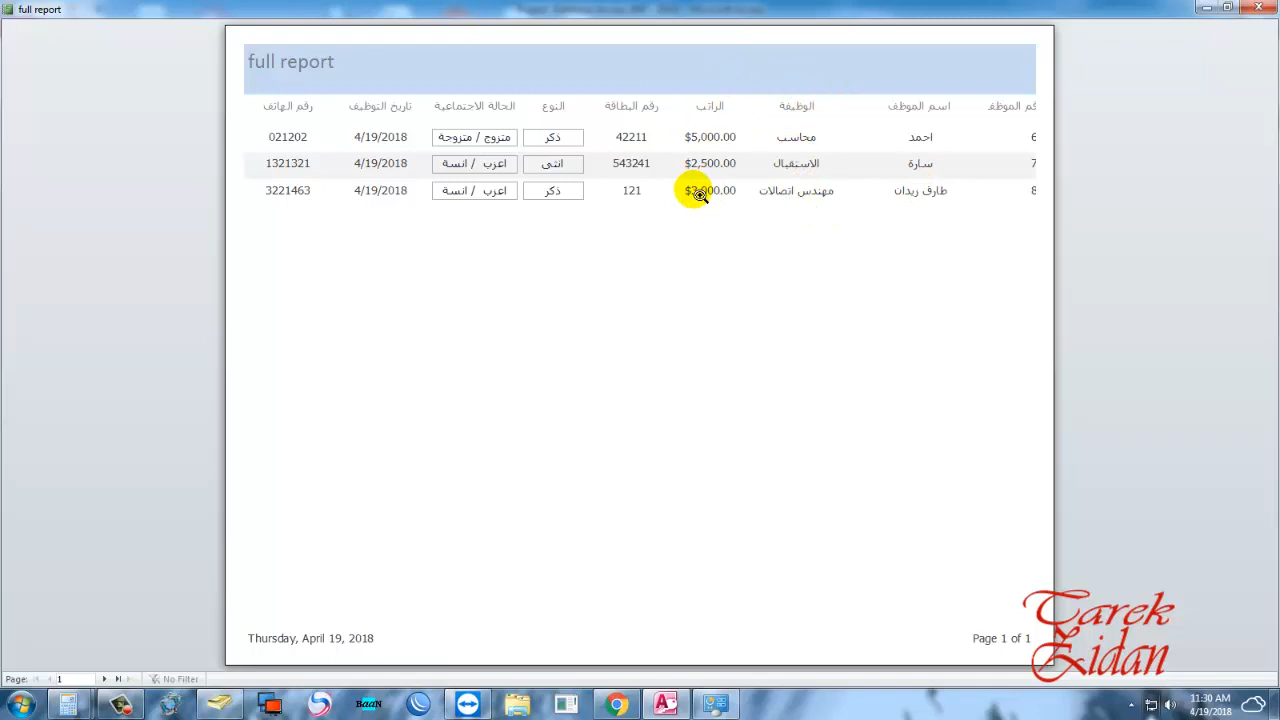 full report
full report
رقم الموظف اسم الموظف الوظيفة الراتب رقم البطاقة النوع الحالة الاجتماعية تاريخ التوظيف رقم الهاتف
6 احمد محاسب $5,000.00 42211 ذكر متزوج / متزوجة 4/19/2018 021202
7 سارة الاستقبال $2,500.00 543241 انثى اعزب / انسة 4/19/2018 1321321
8 طارق زيدان مهندس اتصالات 121 ذكر اعزب / انسة 4/19/2018 3221463
Thursday, April 19, 2018
Page 1 of 1
Tarek
Zidan
Page: 1 No Filter
BaaN
11:30 AM
4/19/2018